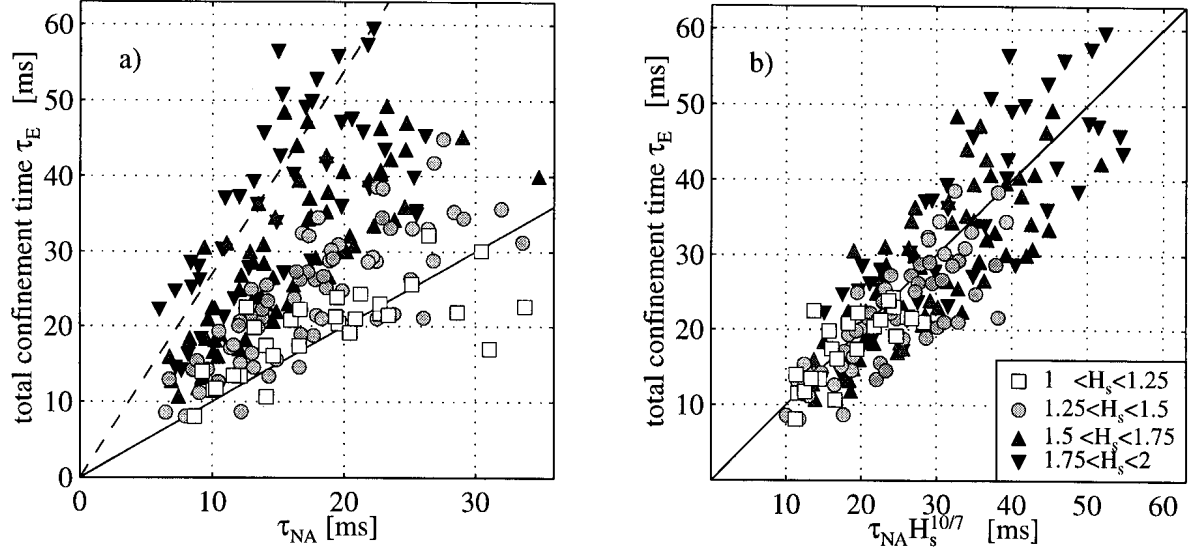 60
50
40
30
20
10
0
total confinement time τ_E [ms]
a)
0
10
20
30
τ_NA [ms]
60
50
40
30
20
10
total confinement time τ_E [ms]
b)
10
20
30
40
50
60
τ_NA H_s^10/7 [ms]
1 <H_s<1.25
1.25<H_s<1.5
1.5 <H_s<1.75
1.75<H_s<2